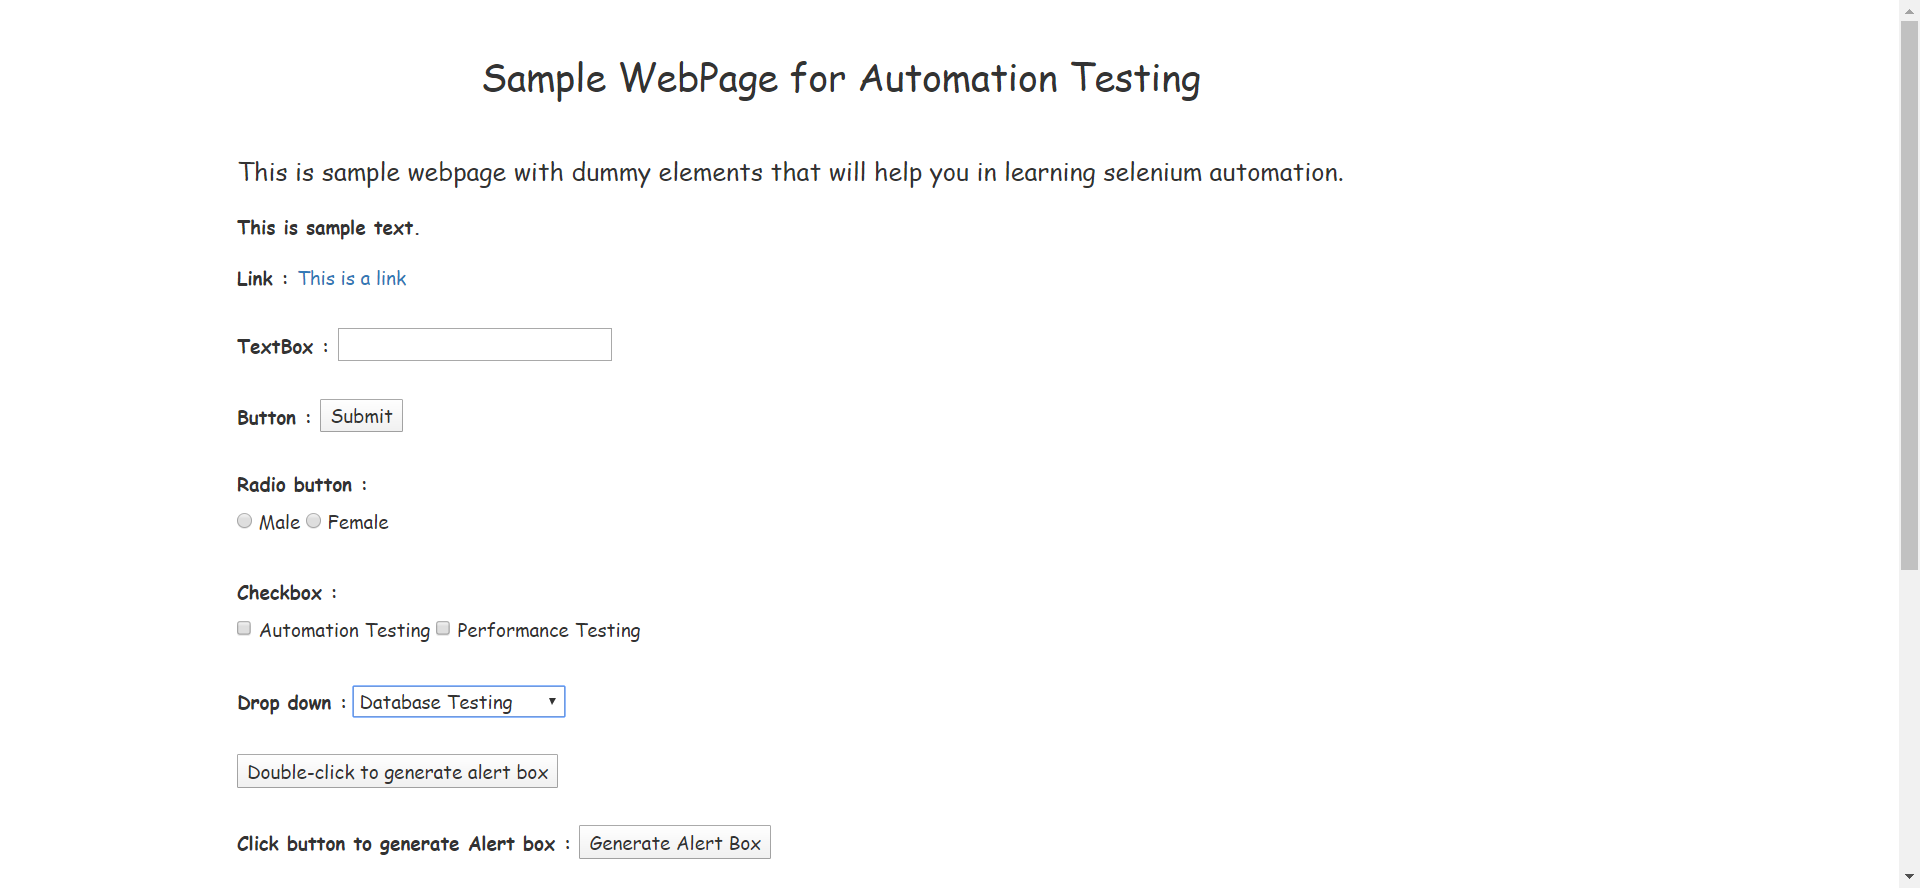 Sample WebPage for Automation Testing
This is sample webpage with dummy elements that will help you in learning selenium automation.
This is sample text.
Link : This is a link
TextBox :
Button : Submit
Radio button :
Male Female
Checkbox :
Automation Testing Performance Testing
Drop down : Database Testing
Double-click to generate alert box
Click button to generate Alert box : Generate Alert Box